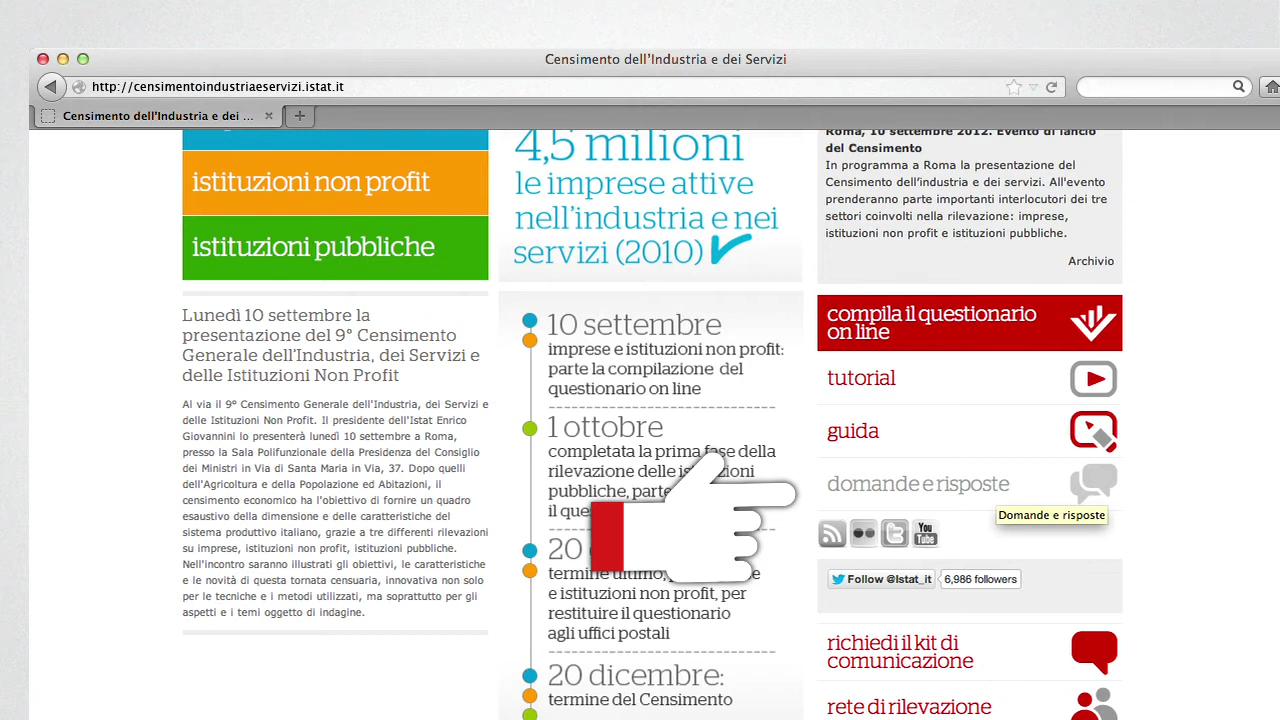 Censimento dell'Industria e dei Servizi
http://censimentoindustriaeservizi.istat.it
Censimento dell'Industria e dei ...
istituzioni non profit
istituzioni pubbliche
Lunedì 10 settembre la
presentazione del 9° Censimento
Generale dell'Industria, dei Servizi e
delle Istituzioni Non Profit
Al via il 9° Censimento Generale dell'Industria, dei Servizi e
delle Istituzioni Non Profit. Il presidente dell'Istat Enrico
Giovannini lo presenterà lunedì 10 settembre a Roma,
presso la Sala Polifunzionale della Presidenza del Consiglio
dei Ministri in Via di Santa Maria in Via, 37. Dopo quelli
dell'Agricoltura e della Popolazione ed Abitazioni, il
censimento economico ha l'obiettivo di fornire un quadro
esaustivo della dimensione e delle caratteristiche del
sistema produttivo italiano, grazie a tre differenti rilevazioni
su imprese, istituzioni non profit, istituzioni pubbliche.
Nell'incontro saranno illustrati gli obiettivi, le caratteristiche
e le novità di questa tornata censuaria, innovativa non solo
per le tecniche e i metodi utilizzati, ma soprattutto per gli
aspetti e i temi oggetto di indagine.
4,5 milioni
le imprese attive
nell'industria e nei
servizi (2010)
10 settembre
imprese e istituzioni non profit:
parte la compilazione del
questionario on line
1 ottobre
completata la prima fase della
rilevazione delle istituzioni
pubbliche, parte
il
20
termine ultimo,
e istituzioni non profit, per
restituire il questionario
agli uffici postali
20 dicembre:
termine del Censimento
Roma, 10 settembre 2012. Evento di lancio
del Censimento
In programma a Roma la presentazione del
Censimento dell'industria e dei servizi. All'evento
prenderanno parte importanti interlocutori dei tre
settori coinvolti nella rilevazione: imprese,
istituzioni non profit e istituzioni pubbliche.
Archivio
compila il questionario
on line
tutorial
guida
domande e risposte
Domande e risposte
You
Tube
Follow @Istat_it
6,986 followers
richiedi il kit di
comunicazione
rete di rilevazione